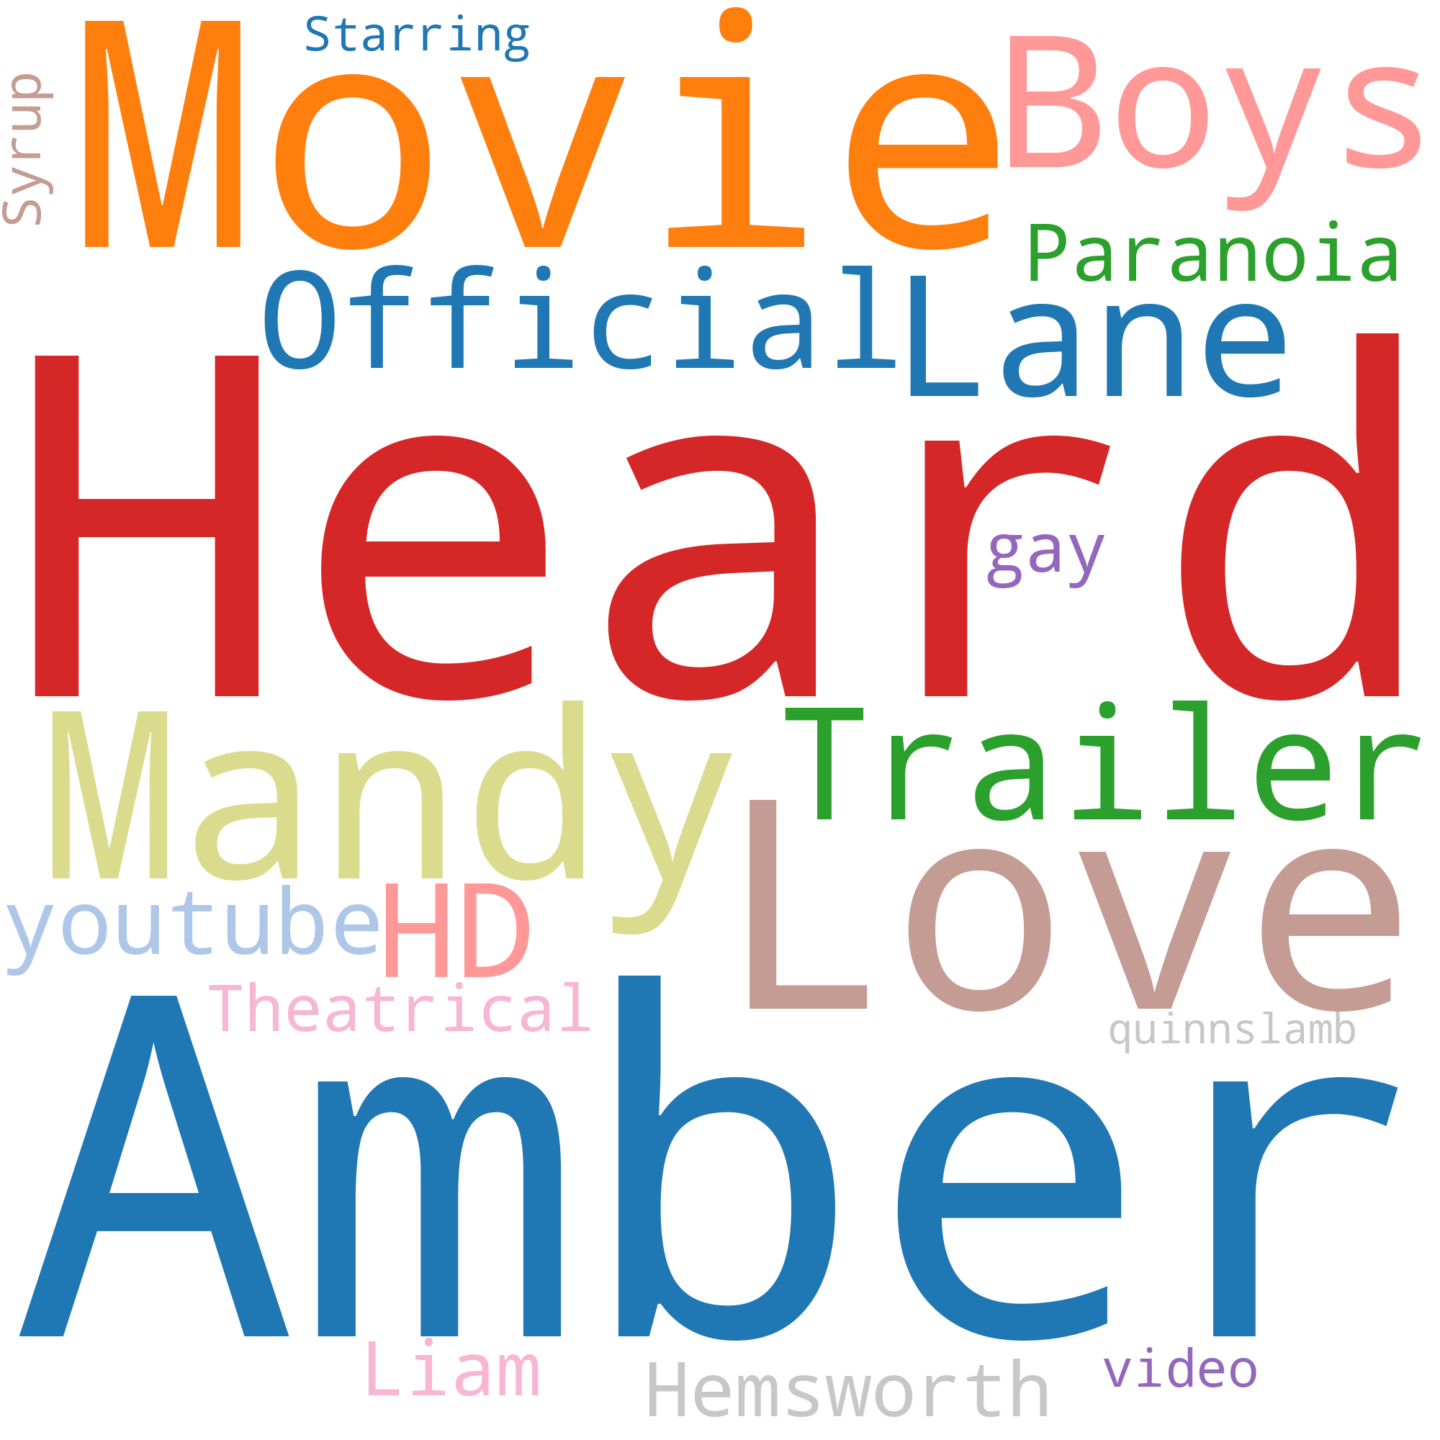 Starring
Movie
Boys
Syrup
Paranoia
Official
Lane
Heard
gay
Mandy
Trailer
Love
youtube
HD
Theatrical
quinnslamb
Amber
Liam
Hemsworth
video